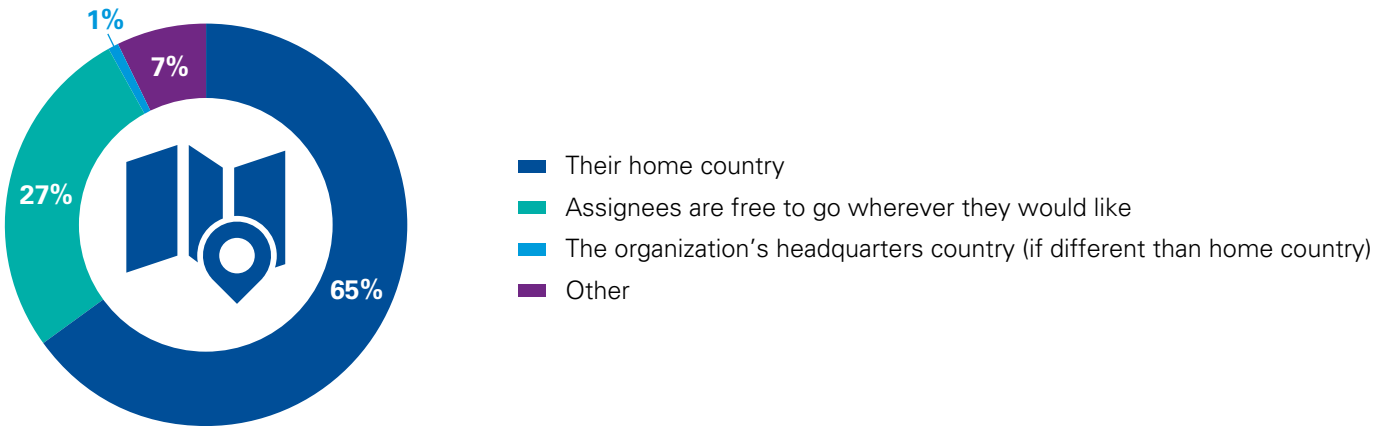 1%
7%
27%
65%
Their home country
Assignees are free to go wherever they would like
The organization’s headquarters country (if different than home country)
Other